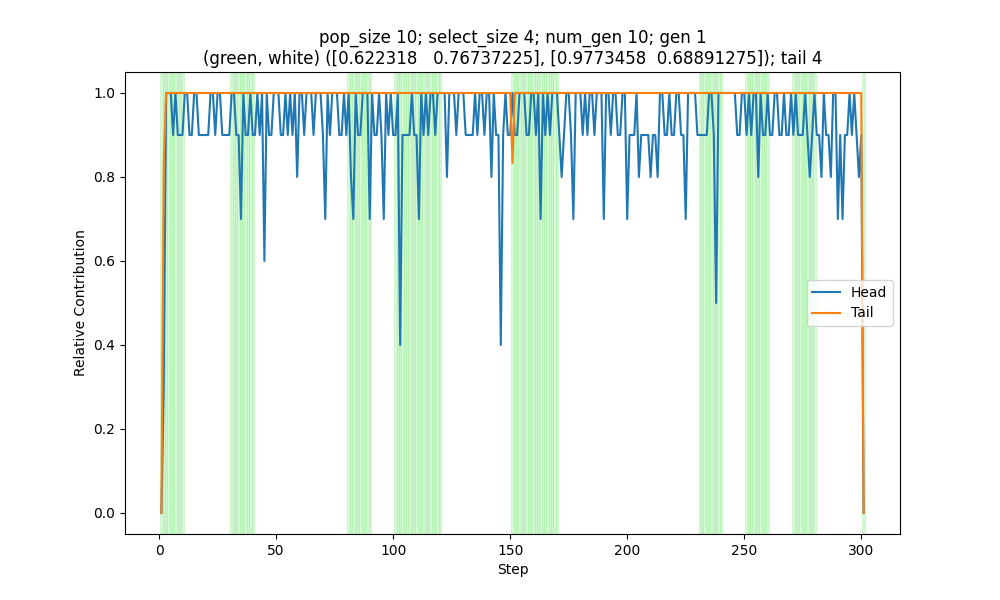 pop_size 10; select_size 4; num_gen 10; gen 1
(green, white) ([0.622318   0.76737225], [0.9773458  0.68891275]); tail 4
1.0
0.8
0.6
0.4
0.2
0.0
Relative Contribution
Head
Tail
0
50
100
150
200
250
300
Step